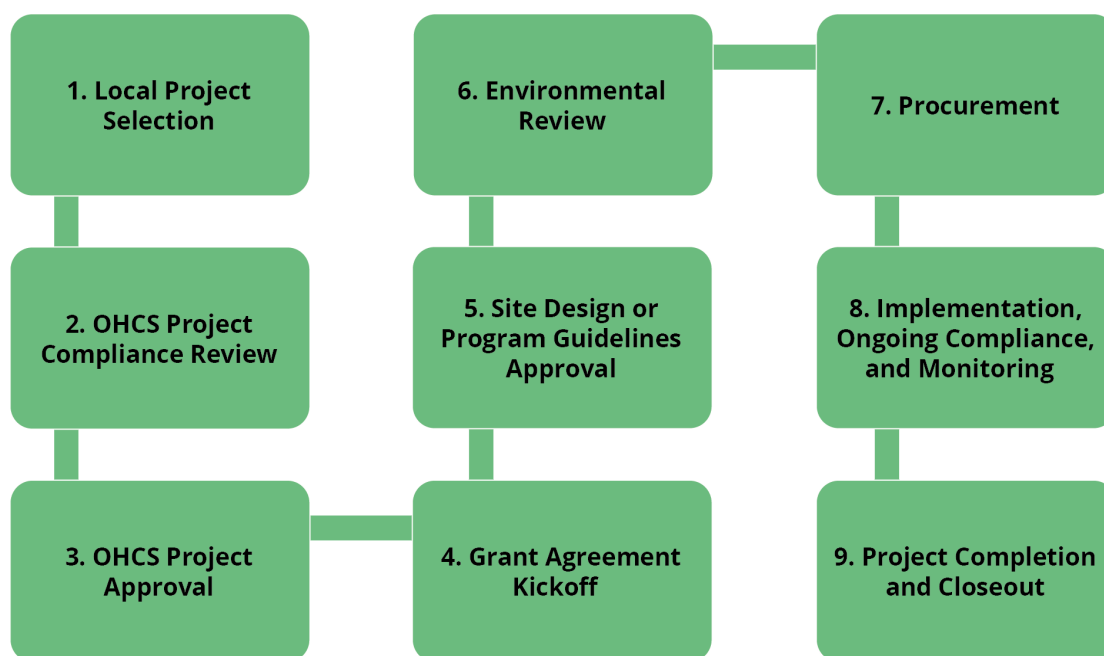 1. Local Project
Selection
2. OHCS Project
Compliance Review
3. OHCS Project
Approval
4. Grant Agreement
Kickoff
5. Site Design or
Program Guidelines
Approval
6. Environmental
Review
7. Procurement
8. Implementation,
Ongoing Compliance,
and Monitoring
9. Project Completion
and Closeout